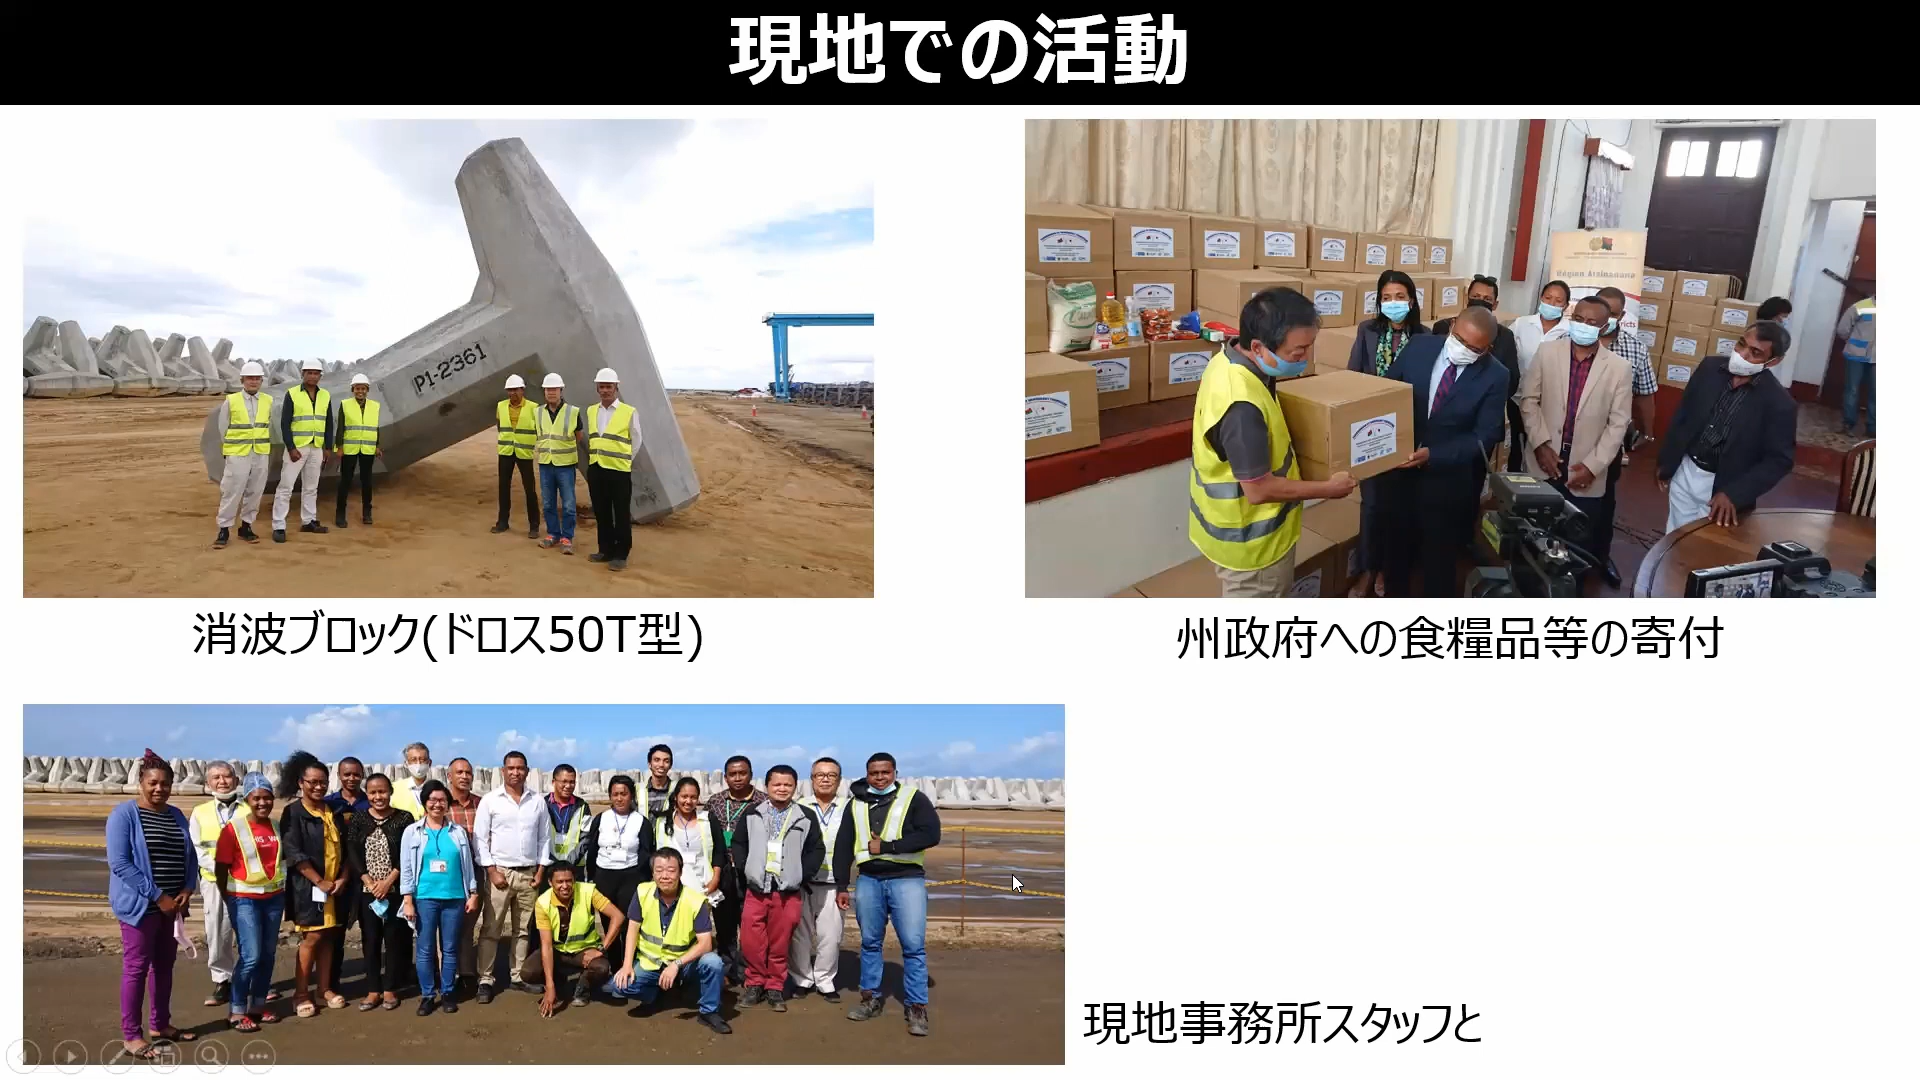 現地での活動
P1-2361
Région Atsinanana
消波ブロック(ドロス50T型)
州政府への食糧品等の寄付
現地事務所スタッフと